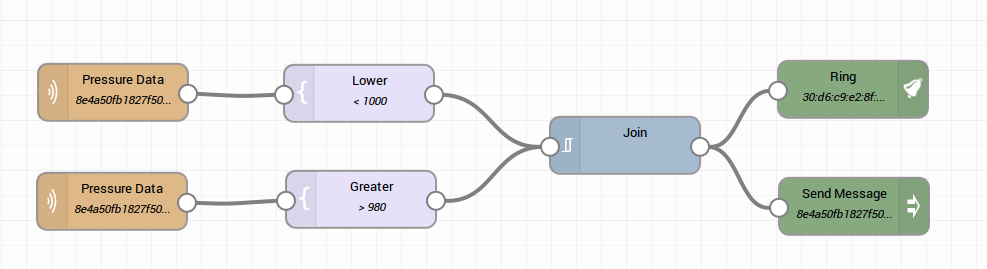 Pressure Data
8e4a50fb1827f50...
Lower
< 1000
Join
Ring
30:d6:c9:e2:8f:...
Pressure Data
8e4a50fb1827f50...
Greater
> 980
Send Message
8e4a50fb1827f50...